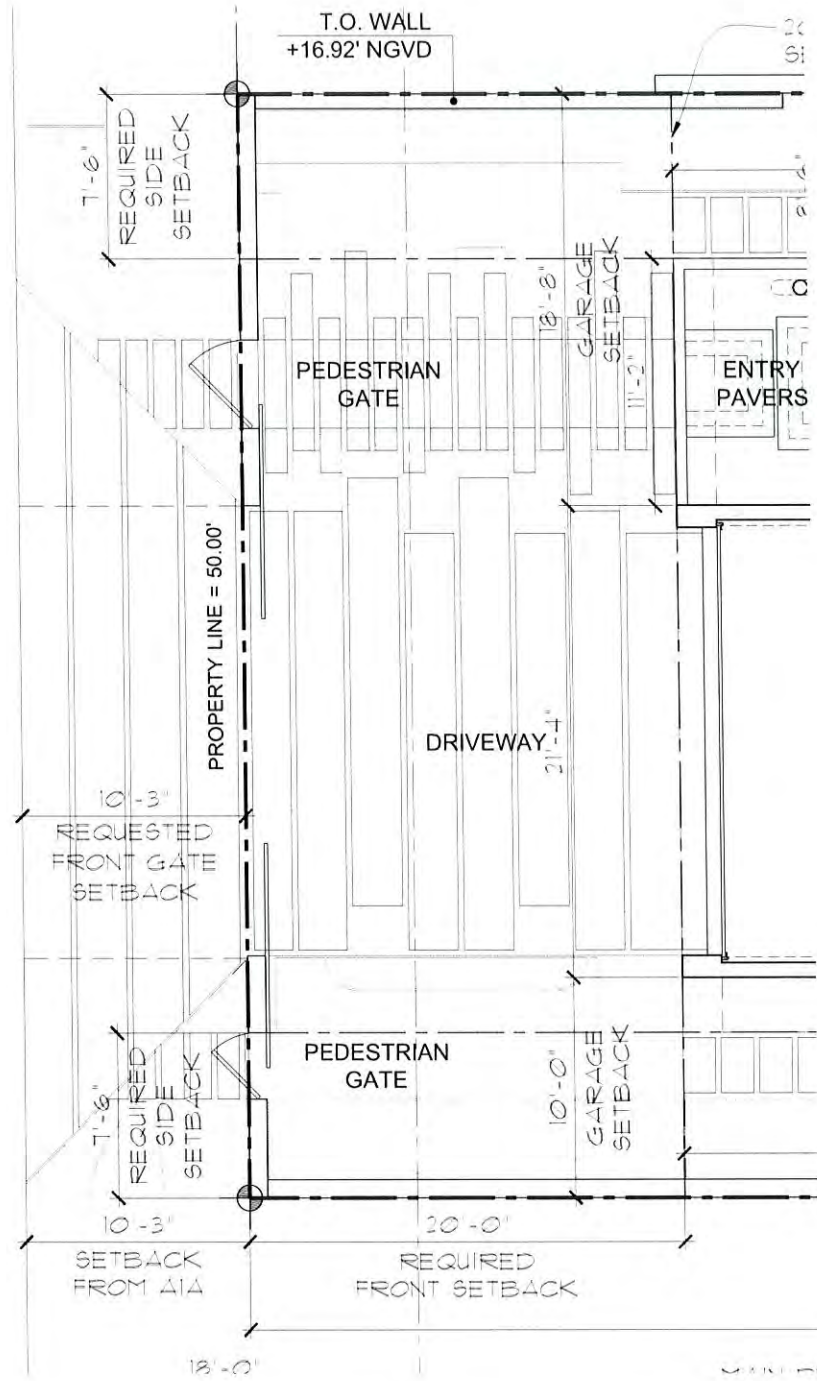 T.O. WALL
+16.92' NGVD
7'-6"
REQUIRED
SIDE
SETBACK
18'-8"
GARAGE
SETBACK
11'-2"
PEDESTRIAN
GATE
ENTRY
PAVERS
PROPERTY LINE = 50.00'
DRIVEWAY
21'-4"
10'-3"
REQUESTED
FRONT GATE
SETBACK
PEDESTRIAN
GATE
7'-6"
REQUIRED
SIDE
SETBACK
10'-0"
GARAGE
SETBACK
10'-3"
SETBACK
FROM A1A
20'-0"
REQUIRED
FRONT SETBACK
18'-0"